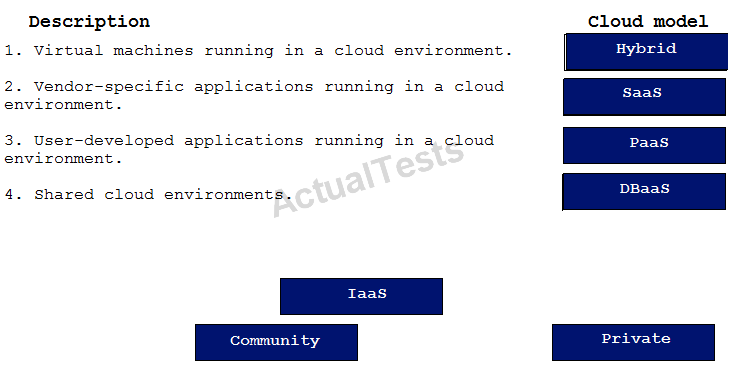 Description Cloud model
1. Virtual machines running in a cloud environment. Hybrid
2. Vendor-specific applications running in a cloud
environment. SaaS
3. User-developed applications running in a cloud
environment. PaaS
4. Shared cloud environments. DBaaS
ActualTests
IaaS
Community Private